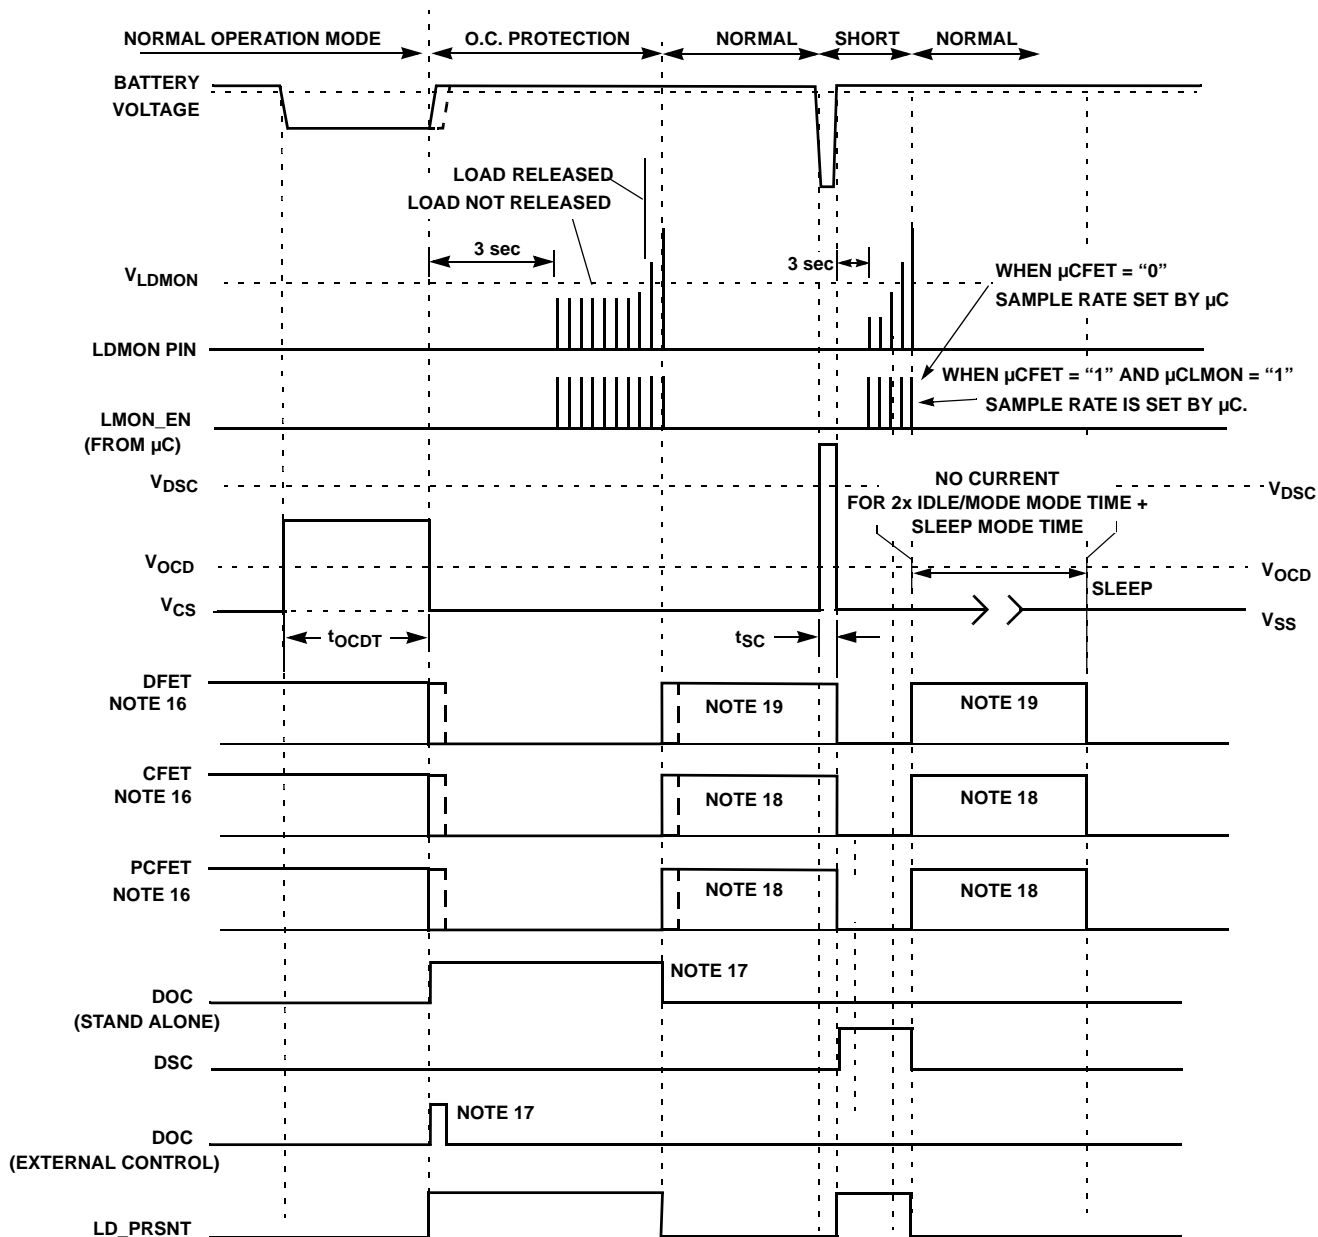 NORMAL OPERATION MODE
O.C. PROTECTION
NORMAL
SHORT
NORMAL
BATTERY
VOLTAGE
LOAD RELEASED
LOAD NOT RELEASED
3 sec
3 sec
VLDMON
WHEN µCFET = “0”
SAMPLE RATE SET BY µC
LDMON PIN
WHEN µCFET = “1” AND µCLMON = “1”
SAMPLE RATE IS SET BY µC.
LMON_EN
(FROM µC)
VDSC
NO CURRENT
FOR 2x IDLE/MODE MODE TIME +
SLEEP MODE TIME
VDSC
VOCD
VOCD
SLEEP
VCS
VSS
tOCDT
tSC
DFET
NOTE 16
NOTE 19
NOTE 19
CFET
NOTE 16
NOTE 18
NOTE 18
PCFET
NOTE 16
NOTE 18
NOTE 18
NOTE 17
DOC
(STAND ALONE)
DSC
NOTE 17
DOC
(EXTERNAL CONTROL)
LD_PRSNT